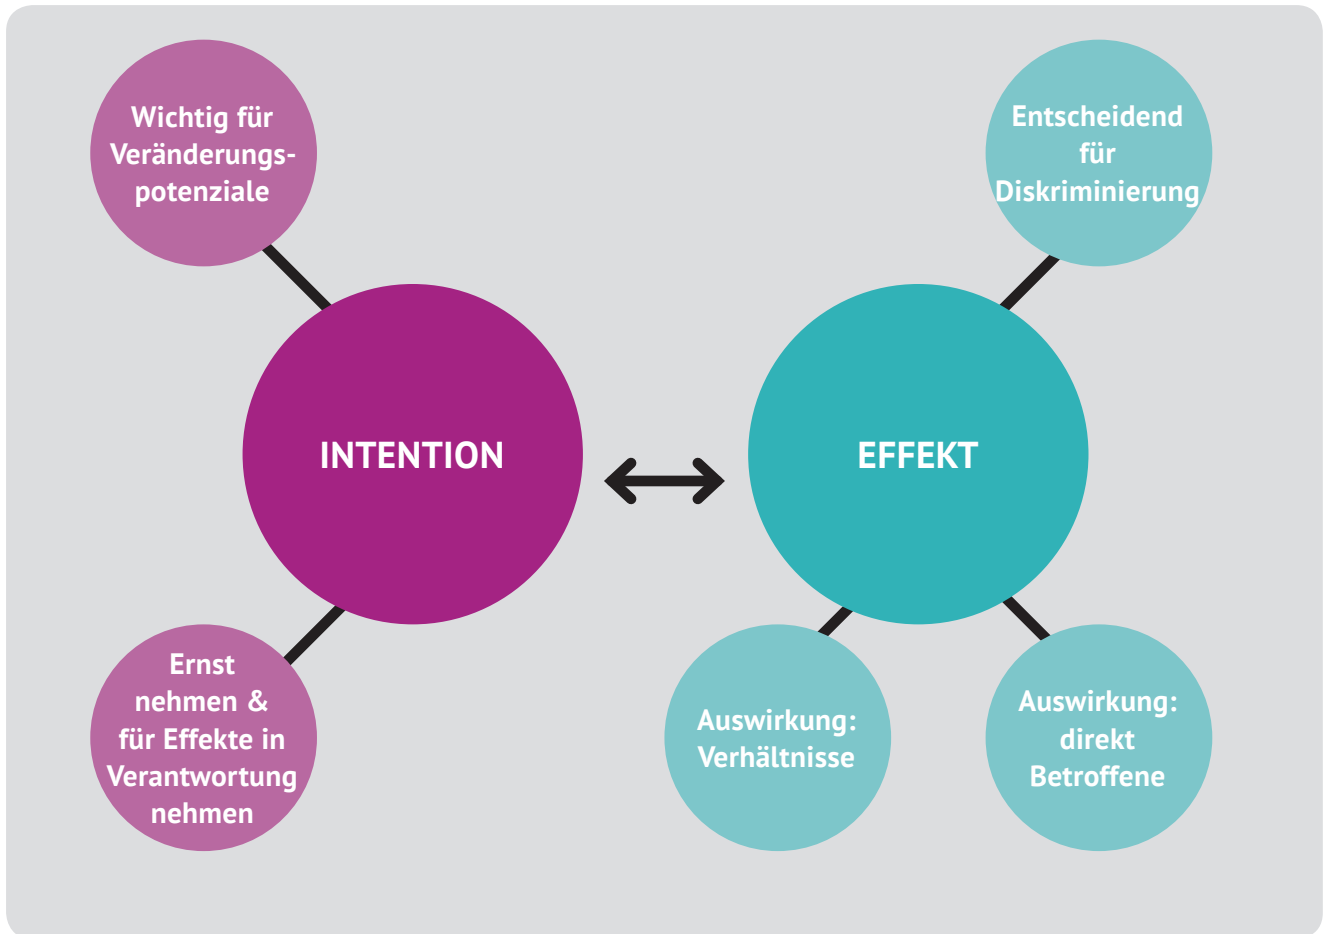 Wichtig für
Veränderungs-
potenziale
INTENTION
Ernst
nehmen &
für Effekte in
Verantwortung
nehmen
Entscheidend
für
Diskriminierung
EFFEKT
Auswirkung:
Verhältnisse
Auswirkung:
direkt
Betroffene